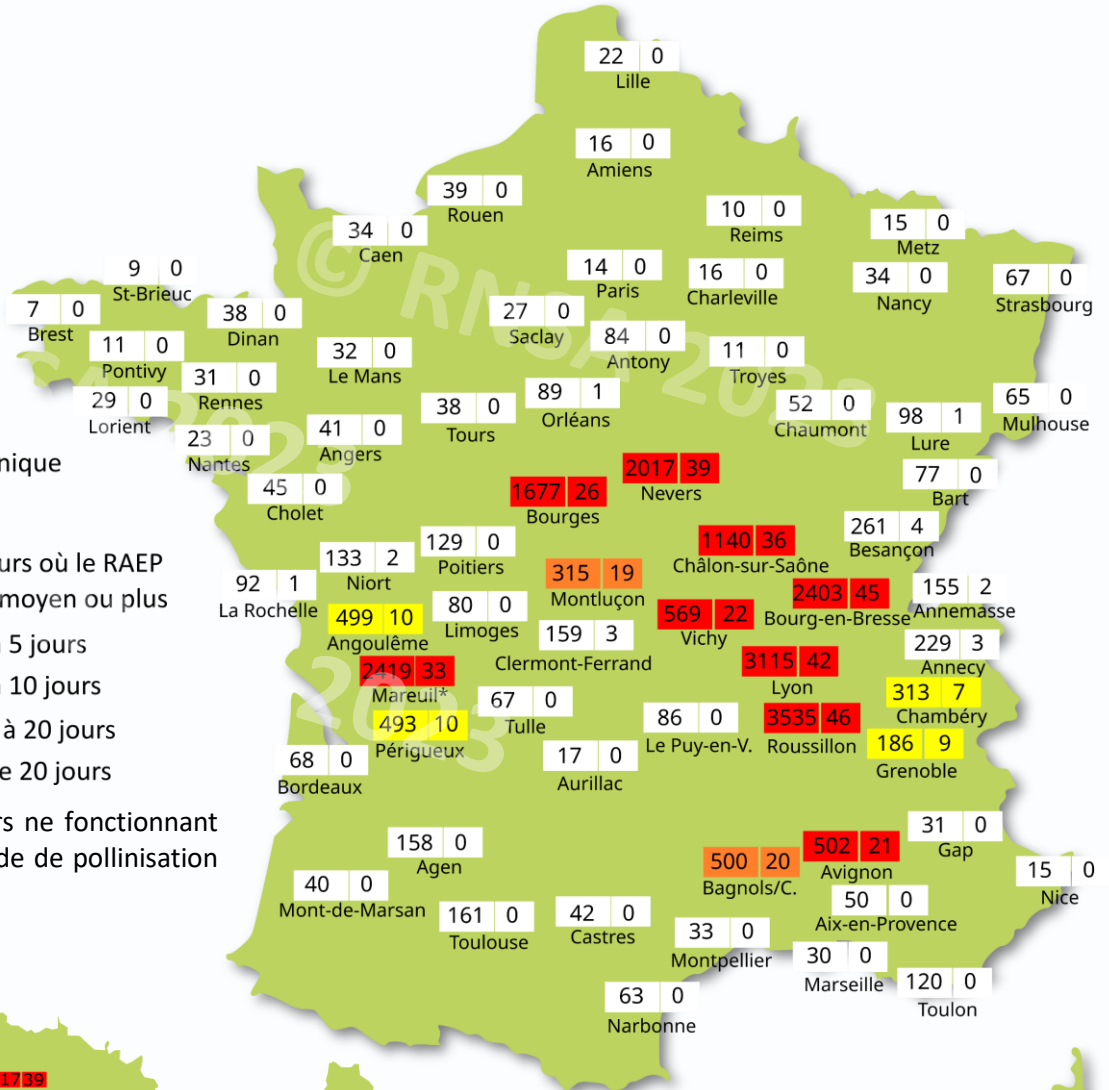 22 0
Lille
16 0
Amiens
39 0
Rouen
10 0
Reims
15 0
Metz
34 0
Caen
14 0
Paris
16 0
Charleville
34 0
Nancy
67 0
Strasbourg
9 0
St-Brieuc
7 0
Brest
38 0
Dinan
27 0
Saclay
84 0
Antony
11 0
Troyes
11 0
Pontivy
32 0
Le Mans
31 0
Rennes
29 0
Lorient
38 0
Tours
89 1
Orléans
52 0
Chaumont
98 1
Lure
65 0
Mulhouse
23 0
Nantes
41 0
Angers
45 0
Cholet
2017 39
Nevers
77 0
Bart
1677 26
Bourges
1140 36
Châlon-sur-Saône
261 4
Besançon
133 2
Niort
129 0
Poitiers
315 19
Montluçon
92 1
La Rochelle
2403 45
Bourg-en-Bresse
155 2
Annemasse
499 10
Angoulême
80 0
Limoges
569 22
Vichy
159 3
Clermont-Ferrand
229 3
Annecy
2419 33
Mareuil*
3115 42
Lyon
313 7
Chambéry
493 10
Périgueux
67 0
Tulle
86 0
Le Puy-en-V.
3535 46
Roussillon
186 9
Grenoble
68 0
Bordeaux
17 0
Aurillac
158 0
Agen
31 0
Gap
500 20
Bagnols/C.
502 21
Avignon
15 0
Nice
40 0
Mont-de-Marsan
50 0
Aix-en-Provence
161 0
Toulouse
42 0
Castres
33 0
Montpellier
30 0
Marseille
120 0
Toulon
63 0
Narbonne
nique
urs où le RAEP
moyen ou plus
5 jours
10 jours
à 20 jours
e 20 jours
rs ne fonctionnant
de de pollinisation
17 39
© RNSA 2023
2023
2023